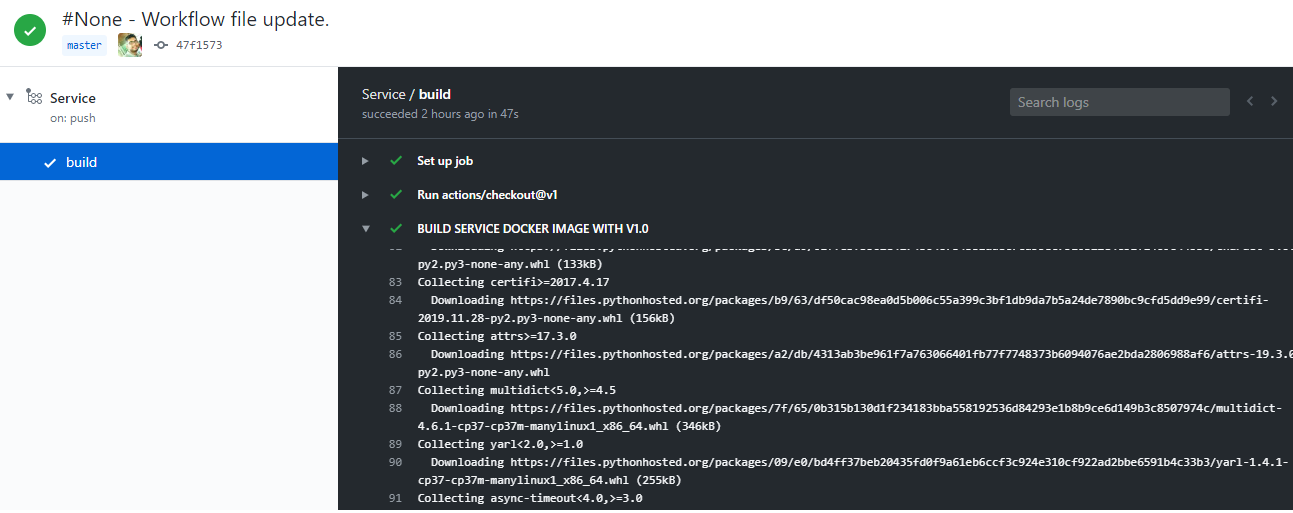 #None - Workflow file update.
master 47f1573
Service
on: push
build
Service / build
succeeded 2 hours ago in 47s
Search logs
Set up job
Run actions/checkout@v1
BUILD SERVICE DOCKER IMAGE WITH V1.0
py2.py3-none-any.whl (133kB)
83 Collecting certifi>=2017.4.17
84 Downloading https://files.pythonhosted.org/packages/b9/63/df50cac98ea0d5b006c55a399c3bf1db9da7b5a24de7890bc9cfd5dd9e99/certifi-
2019.11.28-py2.py3-none-any.whl (156kB)
85 Collecting attrs>=17.3.0
86 Downloading https://files.pythonhosted.org/packages/a2/db/4313ab3be961f7a763066401fb77f7748373b6094076ae2bda2806988af6/attrs-19.3.0
py2.py3-none-any.whl
87 Collecting multidict<5.0,>=4.5
88 Downloading https://files.pythonhosted.org/packages/7f/65/0b315b130d1f234183bba558192536d84293e1b8b9ce6d149b3c8507974c/multidict-
4.6.1-cp37-cp37m-manylinux1_x86_64.whl (346kB)
89 Collecting yarl<2.0,>=1.0
90 Downloading https://files.pythonhosted.org/packages/09/e0/bd4ff37beb20435fd0f9a61eb6ccf3c924e310cf922ad2bbe6591b4c33b3/yarl-1.4.1-
cp37-cp37m-manylinux1_x86_64.whl (255kB)
91 Collecting async-timeout<4.0,>=3.0